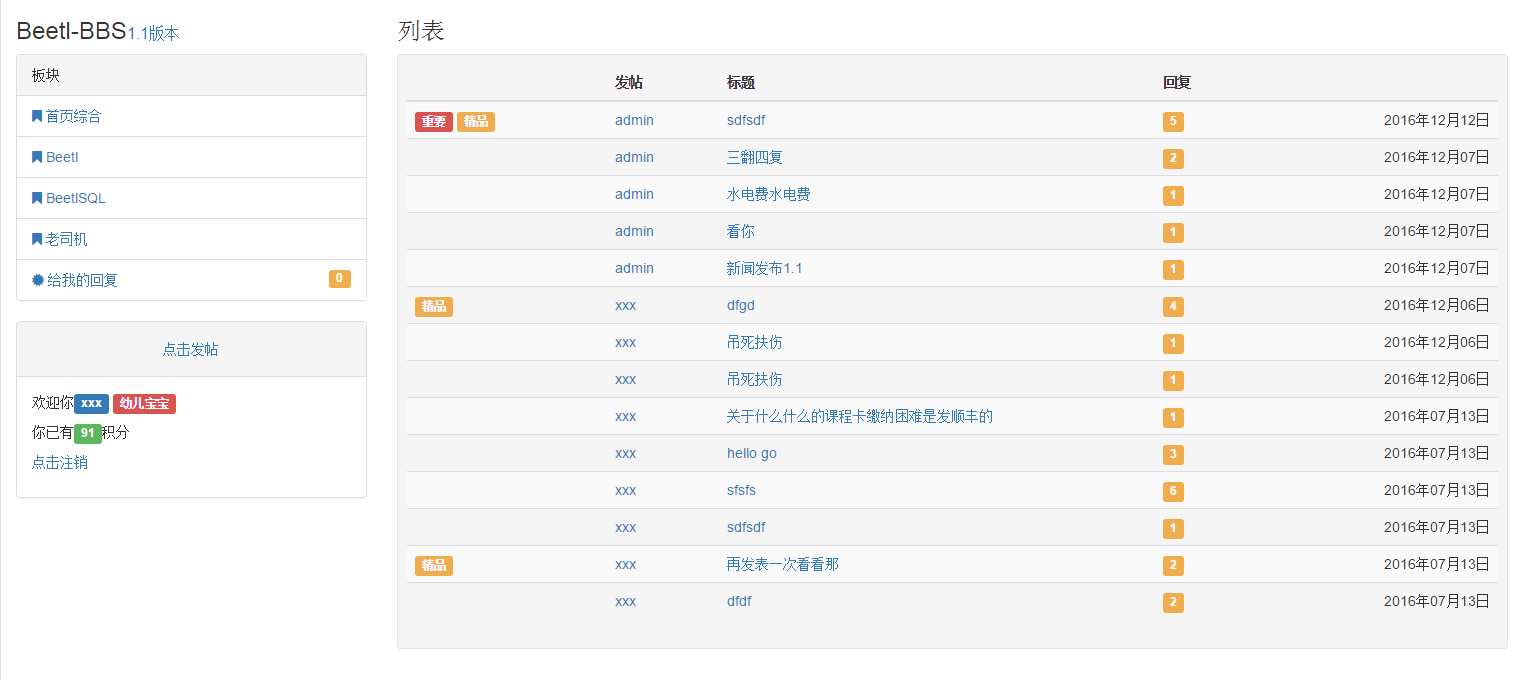 Beetl-BBS1.1版本
板块
首页综合
Beetl
BeetlSQL
老司机
给我的回复 0
点击发帖
欢迎你xxx 幼儿宝宝
你已有91积分
点击注销
列表
发帖 标题 回复
重要 精品 admin sdfsdf 5 2016年12月12日
admin 三翻四复 2 2016年12月07日
admin 水电费水电费 1 2016年12月07日
admin 看你 1 2016年12月07日
admin 新闻发布1.1 1 2016年12月07日
精品 xxx dfgd 4 2016年12月06日
xxx 吊死扶伤 1 2016年12月06日
xxx 吊死扶伤 1 2016年12月06日
xxx 关于什么什么的课程卡缴纳困难是发顺丰的 1 2016年07月13日
xxx hello go 3 2016年07月13日
xxx sfsfs 6 2016年07月13日
xxx sdfsdf 1 2016年07月13日
精品 xxx 再发表一次看看那 2 2016年07月13日
xxx dfdf 2 2016年07月13日